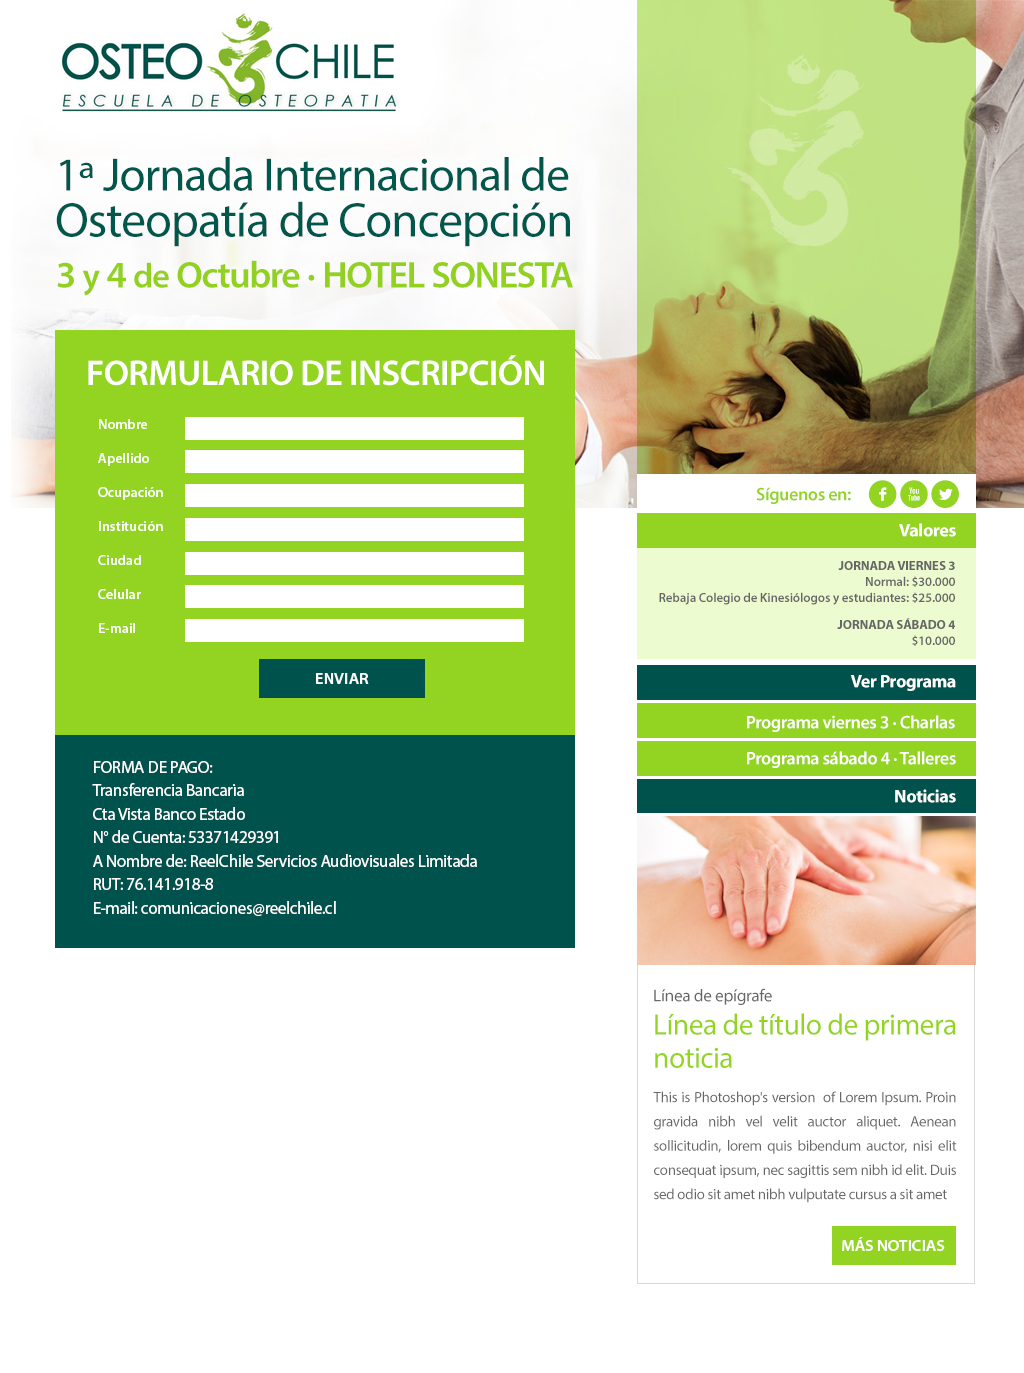 OSTEO CHILE
ESCUELA DE OSTEOPATIA
1ª Jornada Internacional de
Osteopatía de Concepción
3 y 4 de Octubre · HOTEL SONESTA
FORMULARIO DE INSCRIPCIÓN
Nombre
Apellido
Ocupación
Institución
Ciudad
Celular
E-mail
ENVIAR
FORMA DE PAGO:
Transferencia Bancaria
Cta Vista Banco Estado
N° de Cuenta: 53371429391
A Nombre de: ReelChile Servicios Audiovisuales Limitada
RUT: 76.141.918-8
E-mail: comunicaciones@reelchile.cl
Síguenos en:
You
Tube
Valores
JORNADA VIERNES 3
Normal: $30.000
Rebaja Colegio de Kinesiólogos y estudiantes: $25.000
JORNADA SÁBADO 4
$10.000
Ver Programa
Programa viernes 3 · Charlas
Programa sábado 4 · Talleres
Noticias
Línea de epígrafe
Línea de título de primera
noticia
This is Photoshop's version of Lorem Ipsum. Proin
gravida nibh vel velit auctor aliquet. Aenean
sollicitudin, lorem quis bibendum auctor, nisi elit
consequat ipsum, nec sagittis sem nibh id elit. Duis
sed odio sit amet nibh vulputate cursus a sit amet
MÁS NOTICIAS